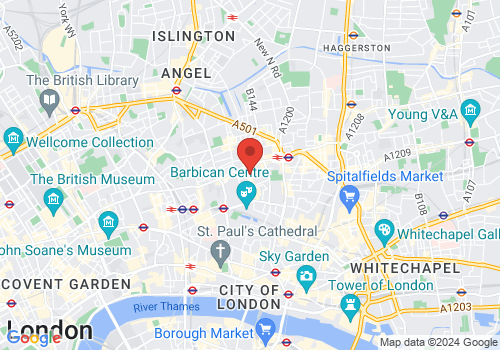 York WN
A5202
ISLINGTON
New N Rd
HAGGERSTON
A107
A101
ANGEL
The British Library
B144
A1200
Young V&A
A501
A1208
Wellcome Collection
A1209
The British Museum
Barbican Centre
Spitalfields Market
A107
B108
St. Paul's Cathedral
Whitechapel Gall
John Soane's Museum
Sky Garden
WHITECHAPEL
COVENT GARDEN
CITY OF
LONDON
Tower of London
River Thames
A1203
London
Borough Market
Google
Map data ©2024 Google